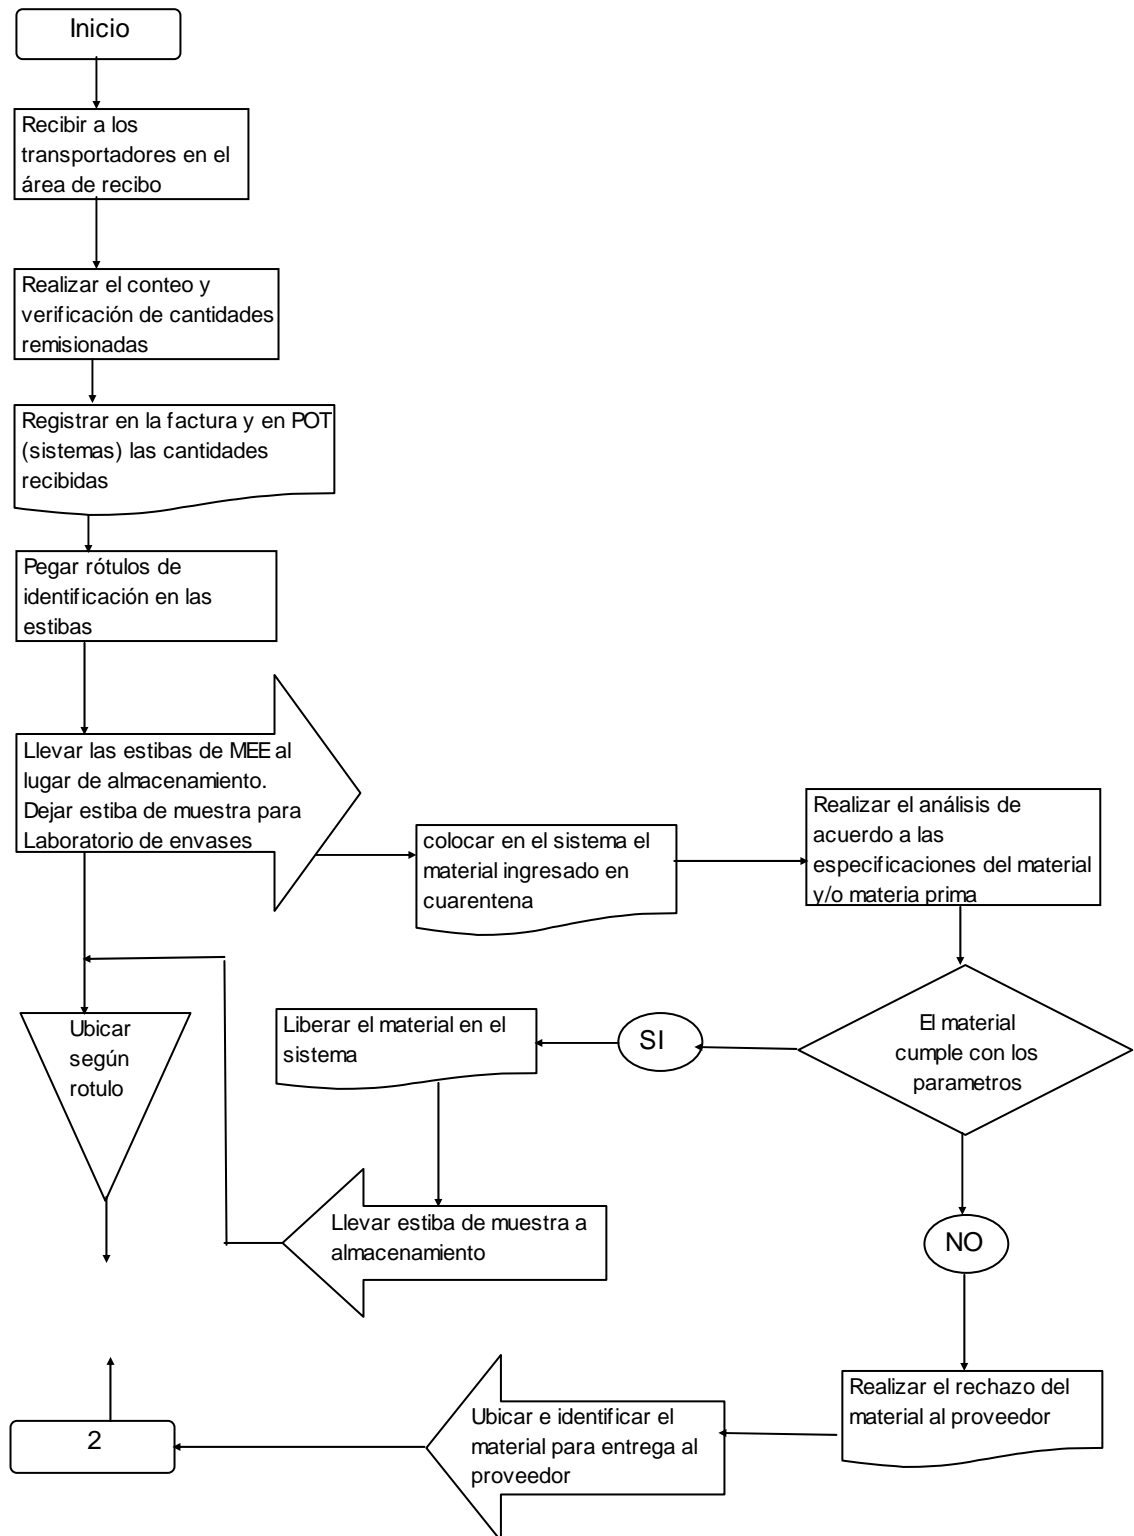 Inicio
Recibir a los
transportadores en el
área de recibo
Realizar el conteo y
verificación de cantidades
remisionadas
Registrar en la factura y en POT
(sistemas) las cantidades
recibidas
Pegar rótulos de
identificación en las
estibas
Llevar las estibas de MEE al
lugar de almacenamiento.
Dejar estiba de muestra para
Laboratorio de envases
colocar en el sistema el
material ingresado en
cuarentena
Realizar el análisis de
acuerdo a las
especificaciones del material
y/o materia prima
El material
cumple con los
parametros
SI
Liberar el material en el
sistema
Ubicar
según
rotulo
Llevar estiba de muestra a
almacenamiento
NO
Realizar el rechazo del
material al proveedor
Ubicar e identificar el
material para entrega al
proveedor
2